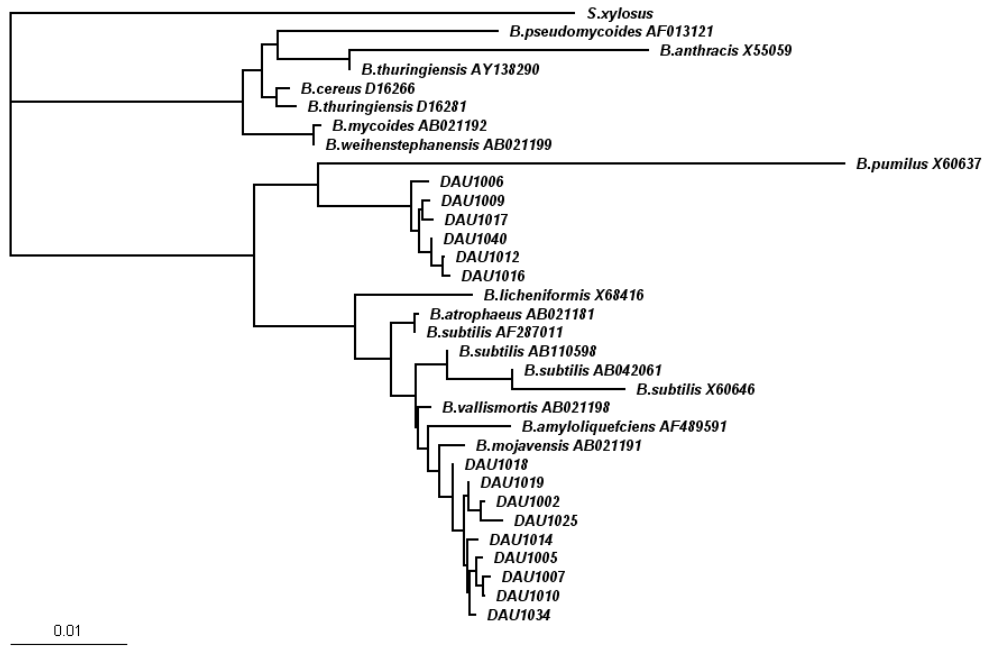 S.xylosus
B.pseudomycoides AF013121
B.anthracis X55059
B.thuringiensis AY138290
B.cereus D16266
B.thuringiensis D16281
B.mycoides AB021192
B.weihenstephanensis AB021199
B.pumilus X60637
DAU1006
DAU1009
DAU1017
DAU1040
DAU1012
DAU1016
B.licheniformis X68416
B.atrophaeus AB021181
B.subtilis AF287011
B.subtilis AB110598
B.subtilis AB042061
B.subtilis X60646
B.vallismortis AB021198
B.amyloliquefciens AF489591
B.mojavensis AB021191
DAU1018
DAU1019
DAU1002
DAU1025
DAU1014
DAU1005
DAU1007
DAU1010
DAU1034
0.01